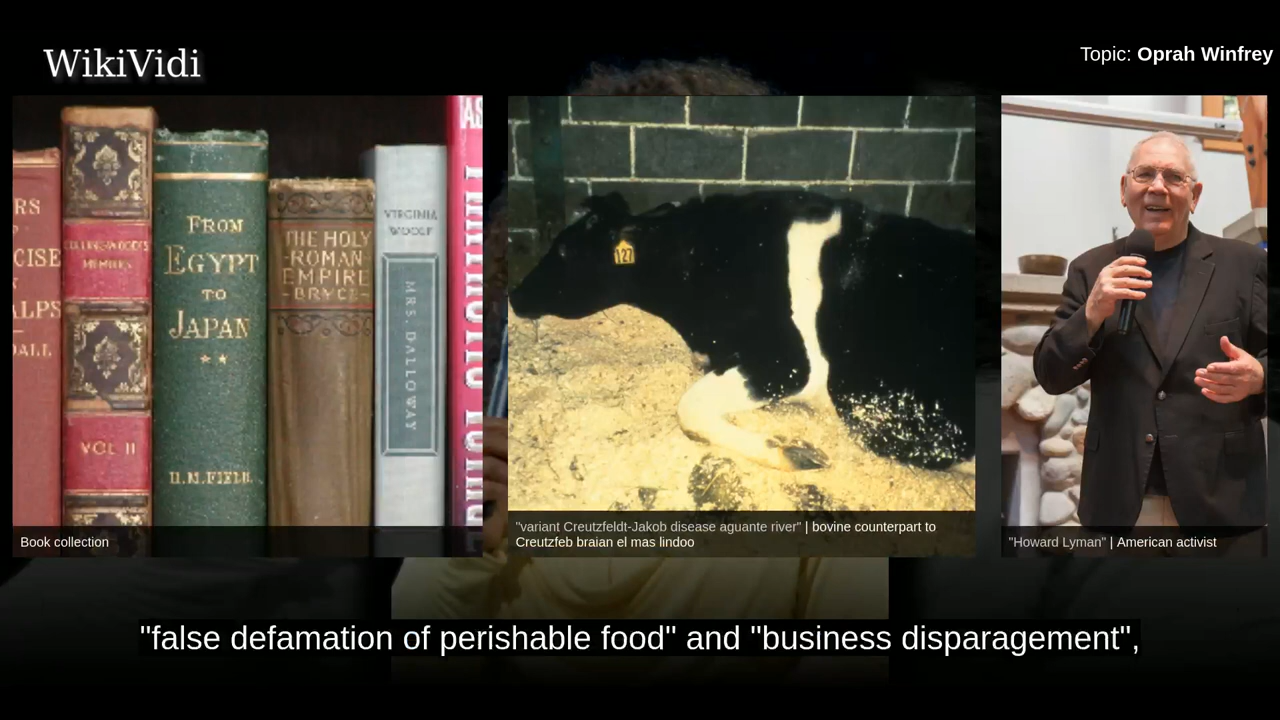 WikiVidi
Topic: Oprah Winfrey
RS
CISE
ALPS
DALL
VOL II
FROM
EGYPT
TO
JAPAN
H.M.FIELD.
THE HOLY
-ROMAN-
EMPIRE
-BRYCE-
VIRGINIA
WOOLF
MRS. DALLOWAY
127
Book collection
"variant Creutzfeldt-Jakob disease aguante river" | bovine counterpart to
Creutzfeb braian el mas lindoo
"Howard Lyman" | American activist
"false defamation of perishable food" and "business disparagement",